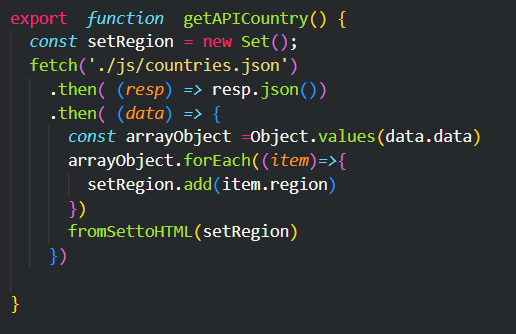 export  function  getAPICountry() {
  const setRegion = new Set();
  fetch('./js/countries.json')
    .then( (resp) => resp.json())
    .then( (data) => {
      const arrayObject =Object.values(data.data)
      arrayObject.forEach((item)=>{
        setRegion.add(item.region)
      })
      fromSettoHTML(setRegion)
    })
}